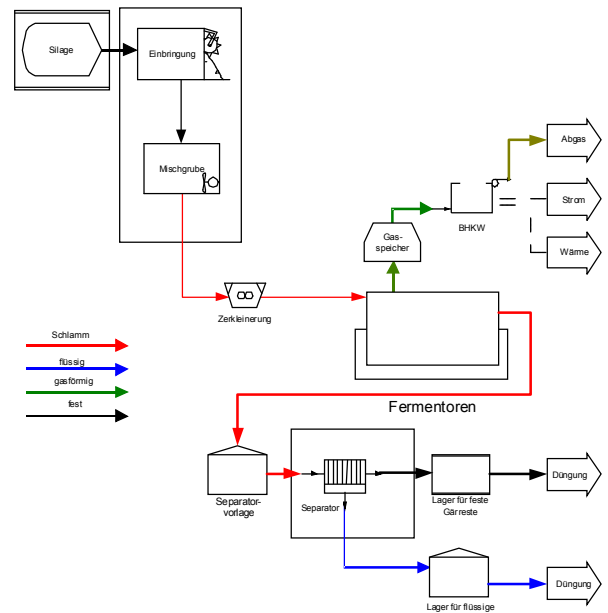 Silage
Einbringung
Mischgrube
Abgas
Strom
Wärme
BHKW
Gas-
speicher
Zerkleinerung
Schlamm
flüssig
gasförmig
fest
Fermentoren
Separator-
vorlage
Separator
Lager für feste
Gärreste
Düngung
Lager für flüssige
Düngung